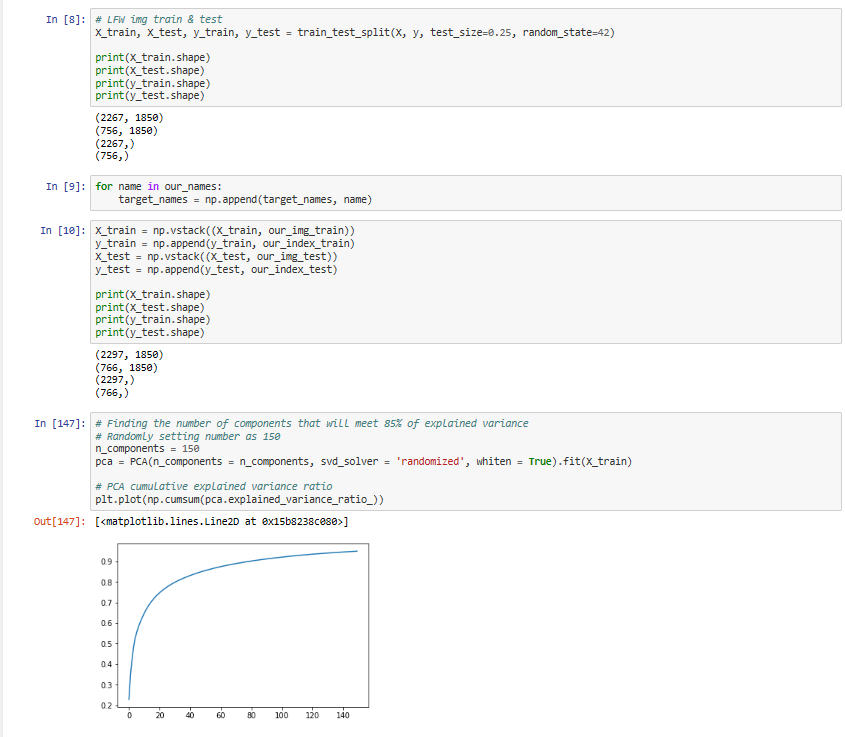 In [8]: # LFW img train & test
X_train, X_test, y_train, y_test = train_test_split(X, y, test_size=0.25, random_state=42)
print(X_train.shape)
print(X_test.shape)
print(y_train.shape)
print(y_test.shape)
(2267, 1850)
(756, 1850)
(2267,)
(756,)
In [9]: for name in our_names:
target_names = np.append(target_names, name)
In [10]: X_train = np.vstack((X_train, our_img_train))
y_train = np.append(y_train, our_index_train)
X_test = np.vstack((X_test, our_img_test))
y_test = np.append(y_test, our_index_test)
print(X_train.shape)
print(X_test.shape)
print(y_train.shape)
print(y_test.shape)
(2297, 1850)
(766, 1850)
(2297,)
(766,)
In [147]: # Finding the number of components that will meet 85% of explained variance
# Randomly setting number as 150
n_components = 150
pca = PCA(n_components = n_components, svd_solver = 'randomized', whiten = True).fit(X_train)
# PCA cumulative explained variance ratio
plt.plot(np.cumsum(pca.explained_variance_ratio_))
Out[147]: [<matplotlib.lines.Line2D at 0x15b8238c080>]
0.9
0.8
0.7
0.6
0.5
0.4
0.3
0.2
0 20 40 60 80 100 120 140